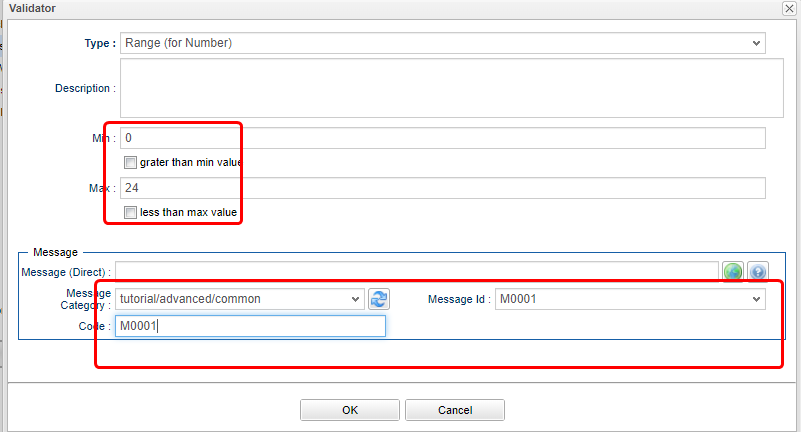 Validator
Type : Range (for Number)
Description :
Min : 0
grater than min value
Max : 24
less than max value
Message
Message (Direct) :
Message Category : tutorial/advanced/common Message Id : M0001
Code : M0001
OK Cancel